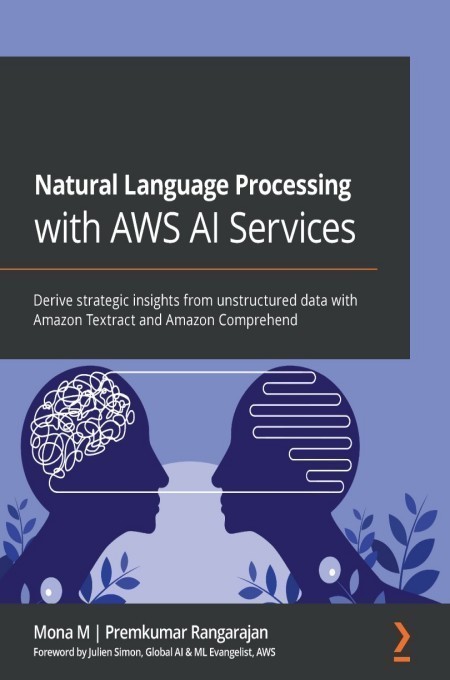 Natural Language Processing
with AWS AI Services
Derive strategic insights from unstructured data with
Amazon Textract and Amazon Comprehend
Mona M | Premkumar Rangarajan
Foreword by Julien Simon, Global AI & ML Evangelist, AWS